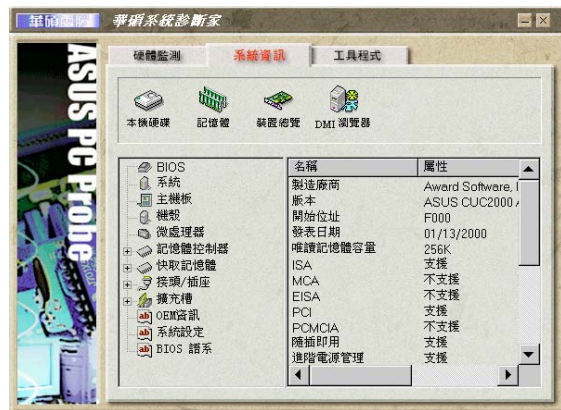 華碩電腦 華碩系統診斷家
ASUS PC Probe
硬體監測 系統資訊 工具程式
本機硬碟 記憶體 裝置總覽 DMI 瀏覽器
BIOS
系統
主機板
機殼
微處理器
記憶體控制器
快取記憶體
接頭/插座
擴充槽
OEM資訊
系統設定
BIOS 語系
名稱 屬性
製造廠商 Award Software, I
版本 ASUS CUC2000
開始位址 F000
發表日期 01/13/2000
唯讀記憶體容量 256K
ISA 支援
MCA 不支援
EISA 不支援
PCI 支援
PCMCIA 不支援
隨插即用 支援
進階電源管理 支援